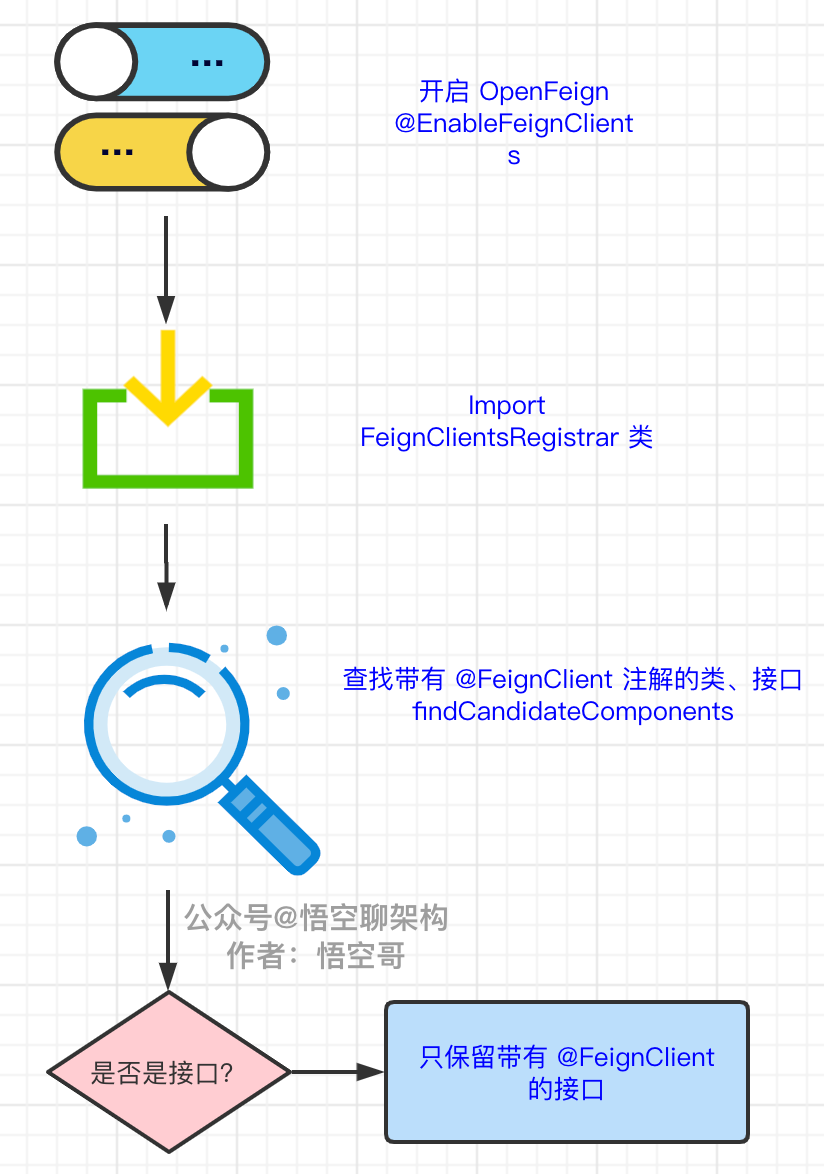 ...
开启 OpenFeign
@EnableFeignClient
s
...
Import
FeignClientsRegistrar 类
查找带有 @FeignClient 注解的类、接口
findCandidateComponents
公众号@悟空聊架构
作者：悟空哥
是否是接口?
只保留带有 @FeignClient
的接口